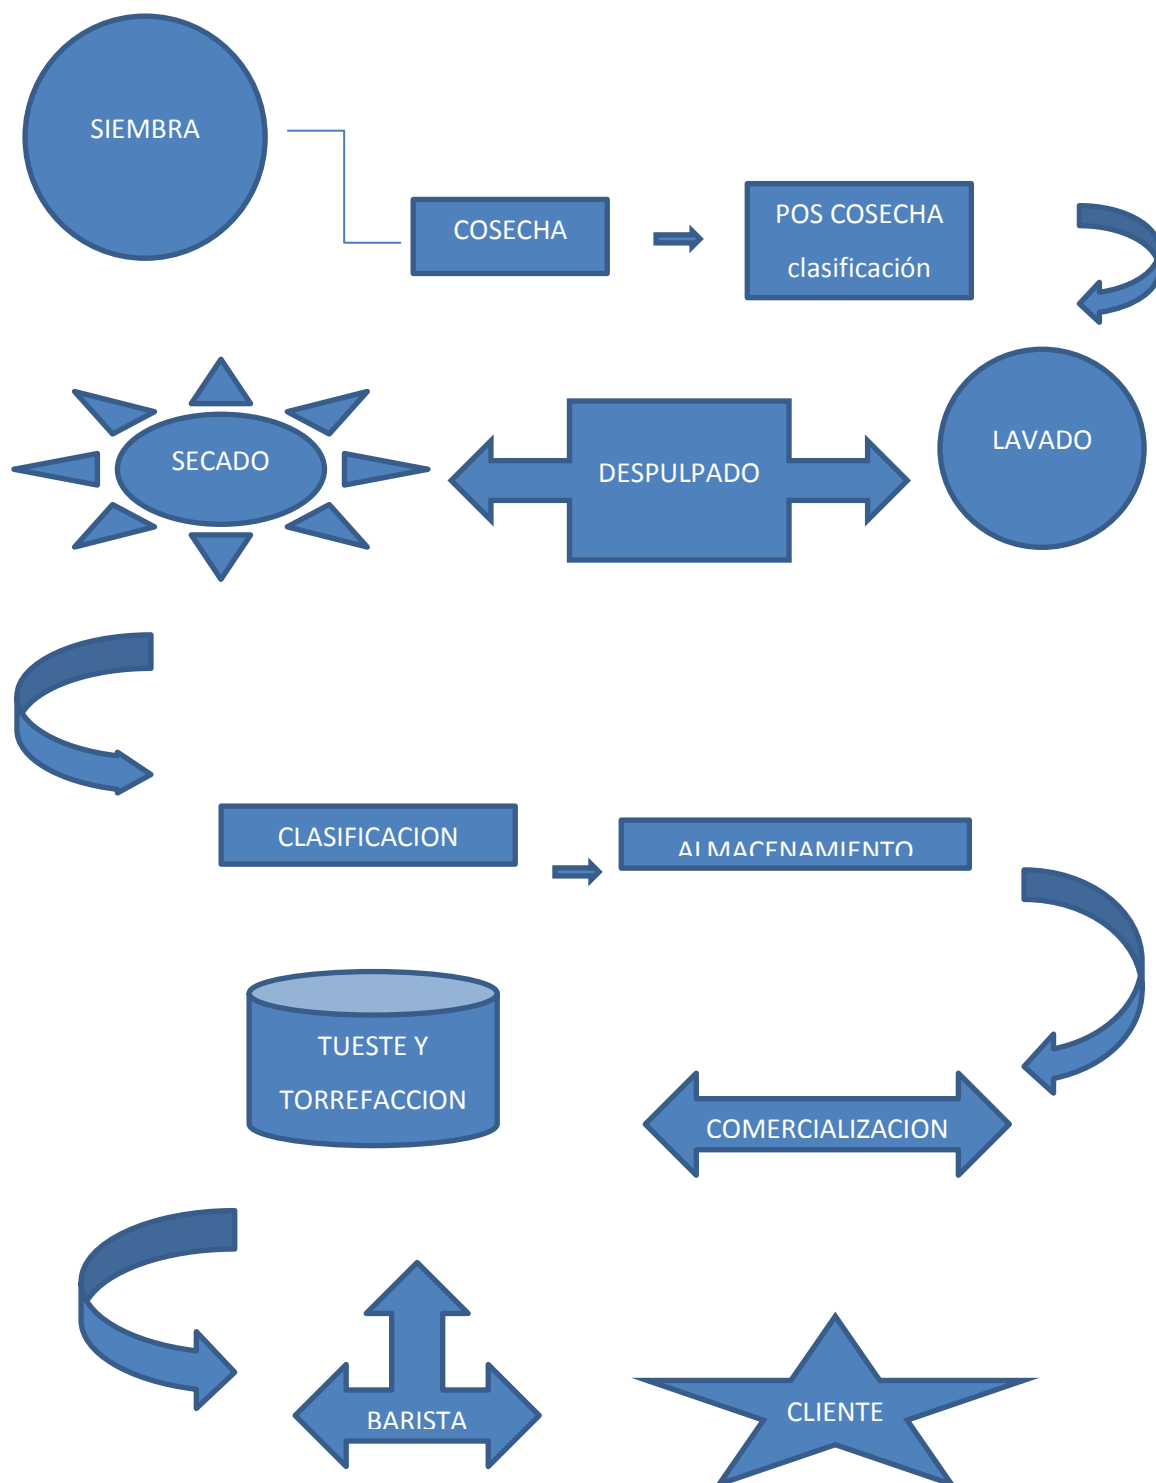 SIEMBRA
COSECHA
POS COSECHA
clasificación
LAVADO
DESPULPADO
SECADO
CLASIFICACION
ALMACENAMIENTO
COMERCIALIZACION
TUESTE Y
TORREFACCION
BARISTA
CLIENTE